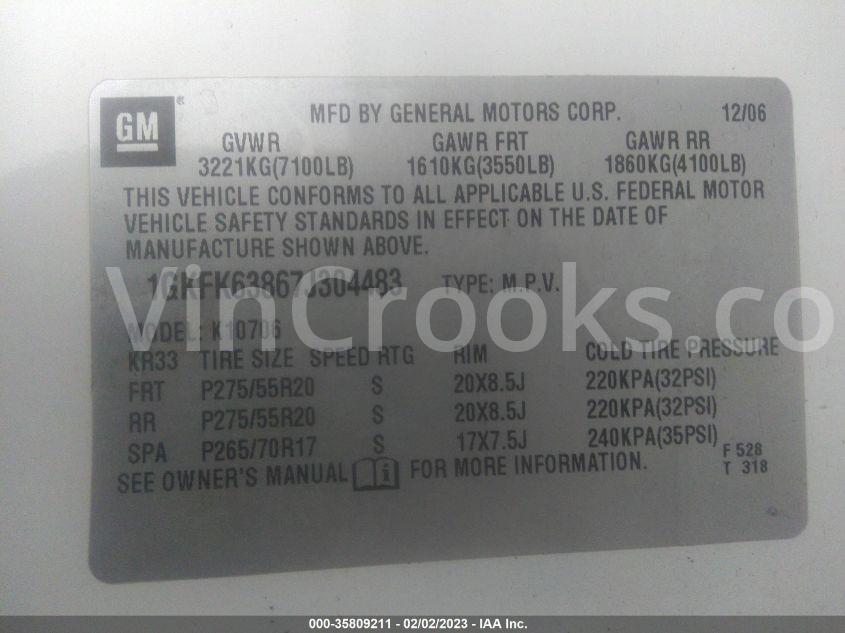 GM ®
MFD BY GENERAL MOTORS CORP. 12/06
GVWR GAWR FRT GAWR RR
3221KG(7100LB) 1610KG(3550LB) 1860KG(4100LB)
THIS VEHICLE CONFORMS TO ALL APPLICABLE U.S. FEDERAL MOTOR
VEHICLE SAFETY STANDARDS IN EFFECT ON THE DATE OF
MANUFACTURE SHOWN ABOVE.
1GKFK63867J304483 TYPE: M.P.V.
VinCrooks.co
MODEL: K10706
KR33 TIRE SIZE SPEED RTG RIM COLD TIRE PRESSURE
FRT P275/55R20 S 20X8.5J 220KPA(32PSI)
RR P275/55R20 S 20X8.5J 220KPA(32PSI)
SPA P265/70R17 S 17X7.5J 240KPA(35PSI)
F 528
T 318
SEE OWNER'S MANUAL i FOR MORE INFORMATION.
000-35809211 - 02/02/2023 - IAA Inc.